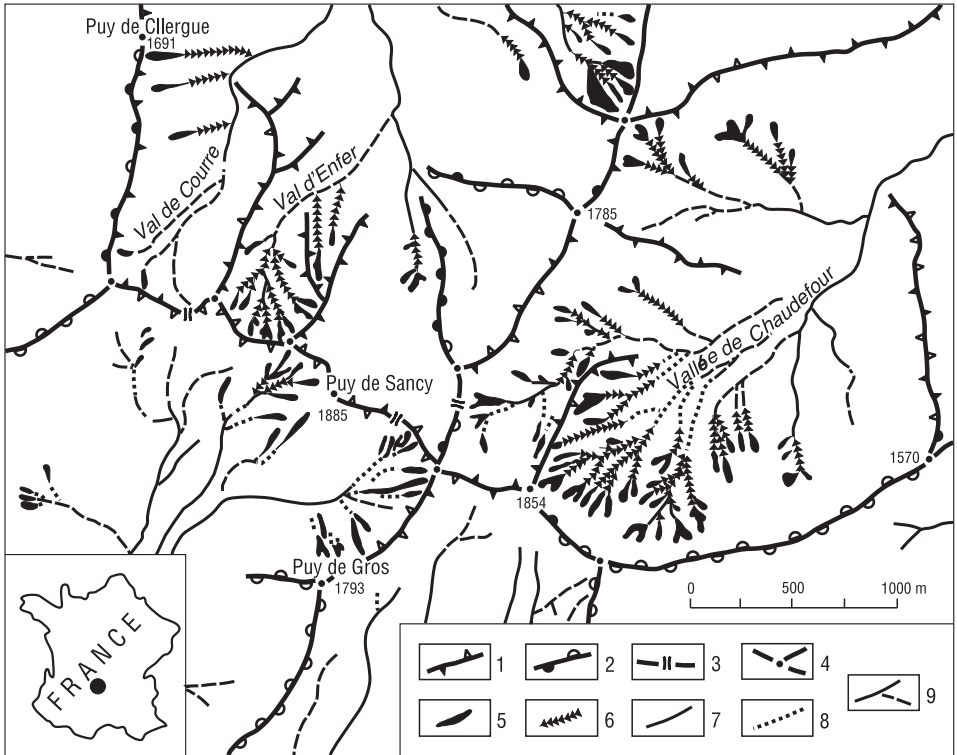 Puy de Cllergue
1691
Val de Courre
Val d'Enfer
1785
Vallée de Chaudefour
Puy de Sancy
1885
1570
1854
Puy de Gros
1793
0 500 1000 m
FRANCE
1 2 3 4
5 6 7 8 9